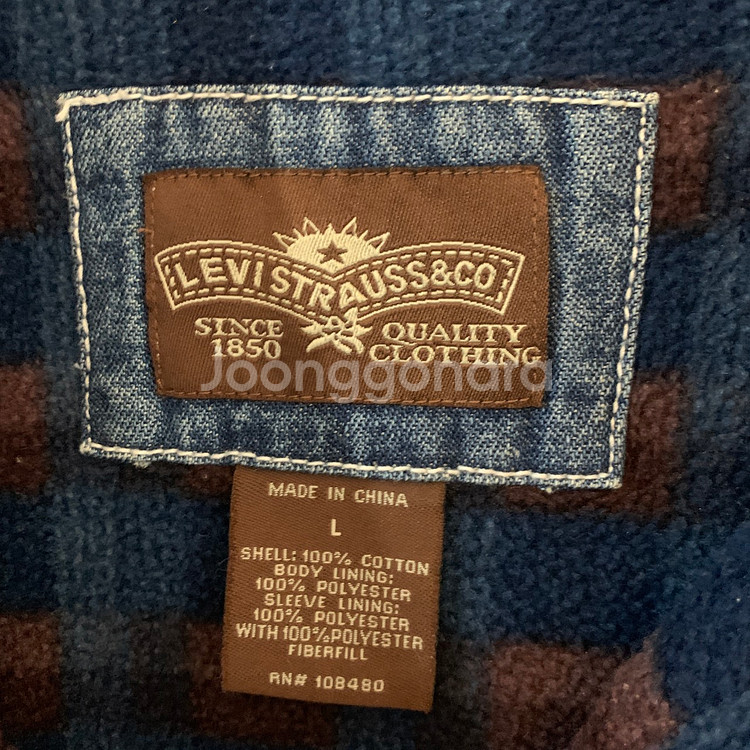 LEVI STRAUSS & CO
SINCE
1850
QUALITY
CLOTHING
Joonggonara
MADE IN CHINA
L
SHELL: 100% COTTON
BODY LINING:
100% POLYESTER
SLEEVE LINING:
100% POLYESTER
WITH 100% POLYESTER
FIBERFILL
RN# 108480